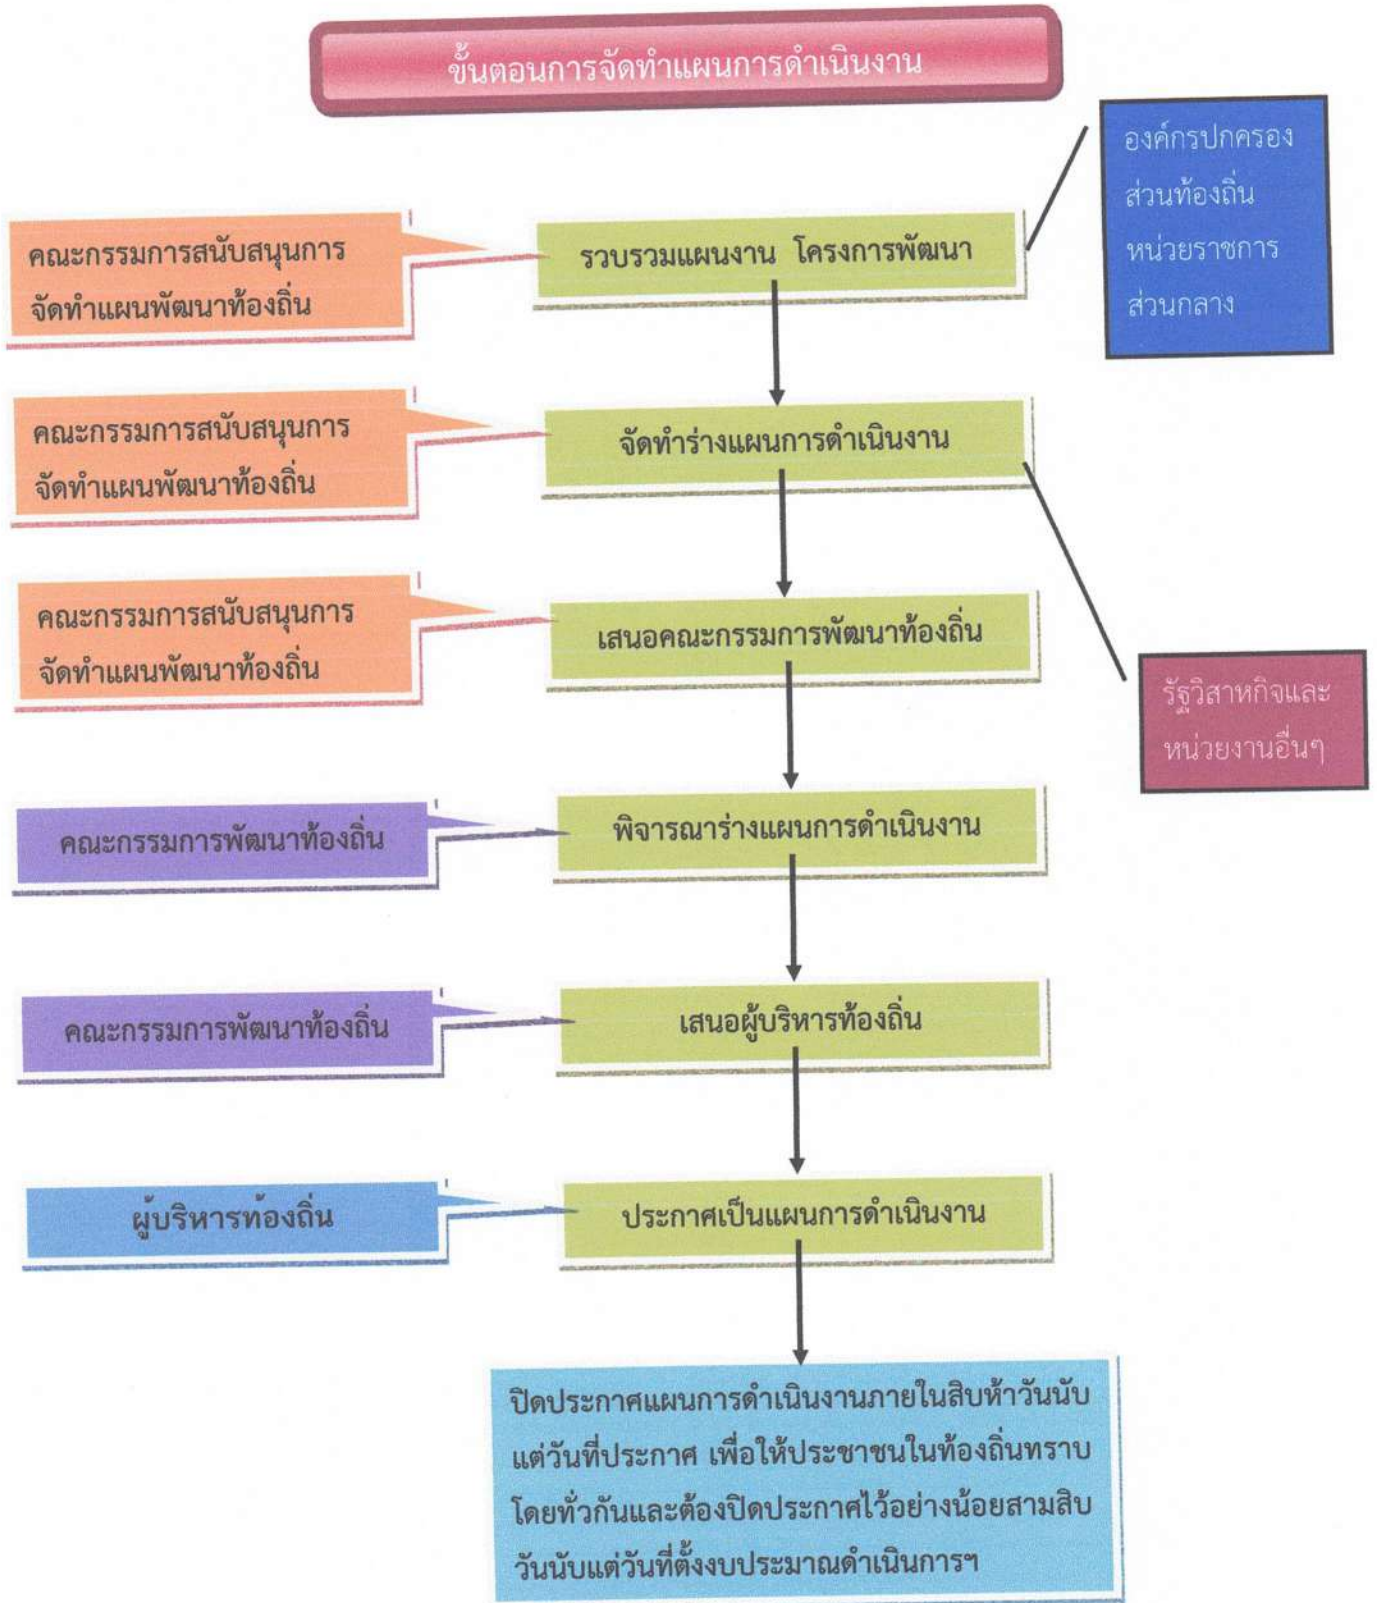 ขั้นตอนการจัดทำแผนการดำเนินงาน
องค์กรปกครอง
ส่วนท้องถิ่น
หน่วยราชการ
ส่วนกลาง
คณะกรรมการสนับสนุนการ
จัดทำแผนพัฒนาท้องถิ่น
รวบรวมแผนงาน โครงการพัฒนา
คณะกรรมการสนับสนุนการ
จัดทำแผนพัฒนาท้องถิ่น
จัดทำร่างแผนการดำเนินงาน
คณะกรรมการสนับสนุนการ
จัดทำแผนพัฒนาท้องถิ่น
เสนอคณะกรรมการพัฒนาท้องถิ่น
รัฐวิสาหกิจและ
หน่วยงานอื่นๆ
คณะกรรมการพัฒนาท้องถิ่น
พิจารณาร่างแผนการดำเนินงาน
คณะกรรมการพัฒนาท้องถิ่น
เสนอผู้บริหารท้องถิ่น
ผู้บริหารท้องถิ่น
ประกาศเป็นแผนการดำเนินงาน
ปิดประกาศแผนการดำเนินงานภายในสิบห้าวันนับ
แต่วันที่ประกาศ เพื่อให้ประชาชนในท้องถิ่นทราบ
โดยทั่วกันและต้องปิดประกาศไว้อย่างน้อยสามสิบ
วันนับแต่วันที่ตั้งงบประมาณดำเนินการฯ